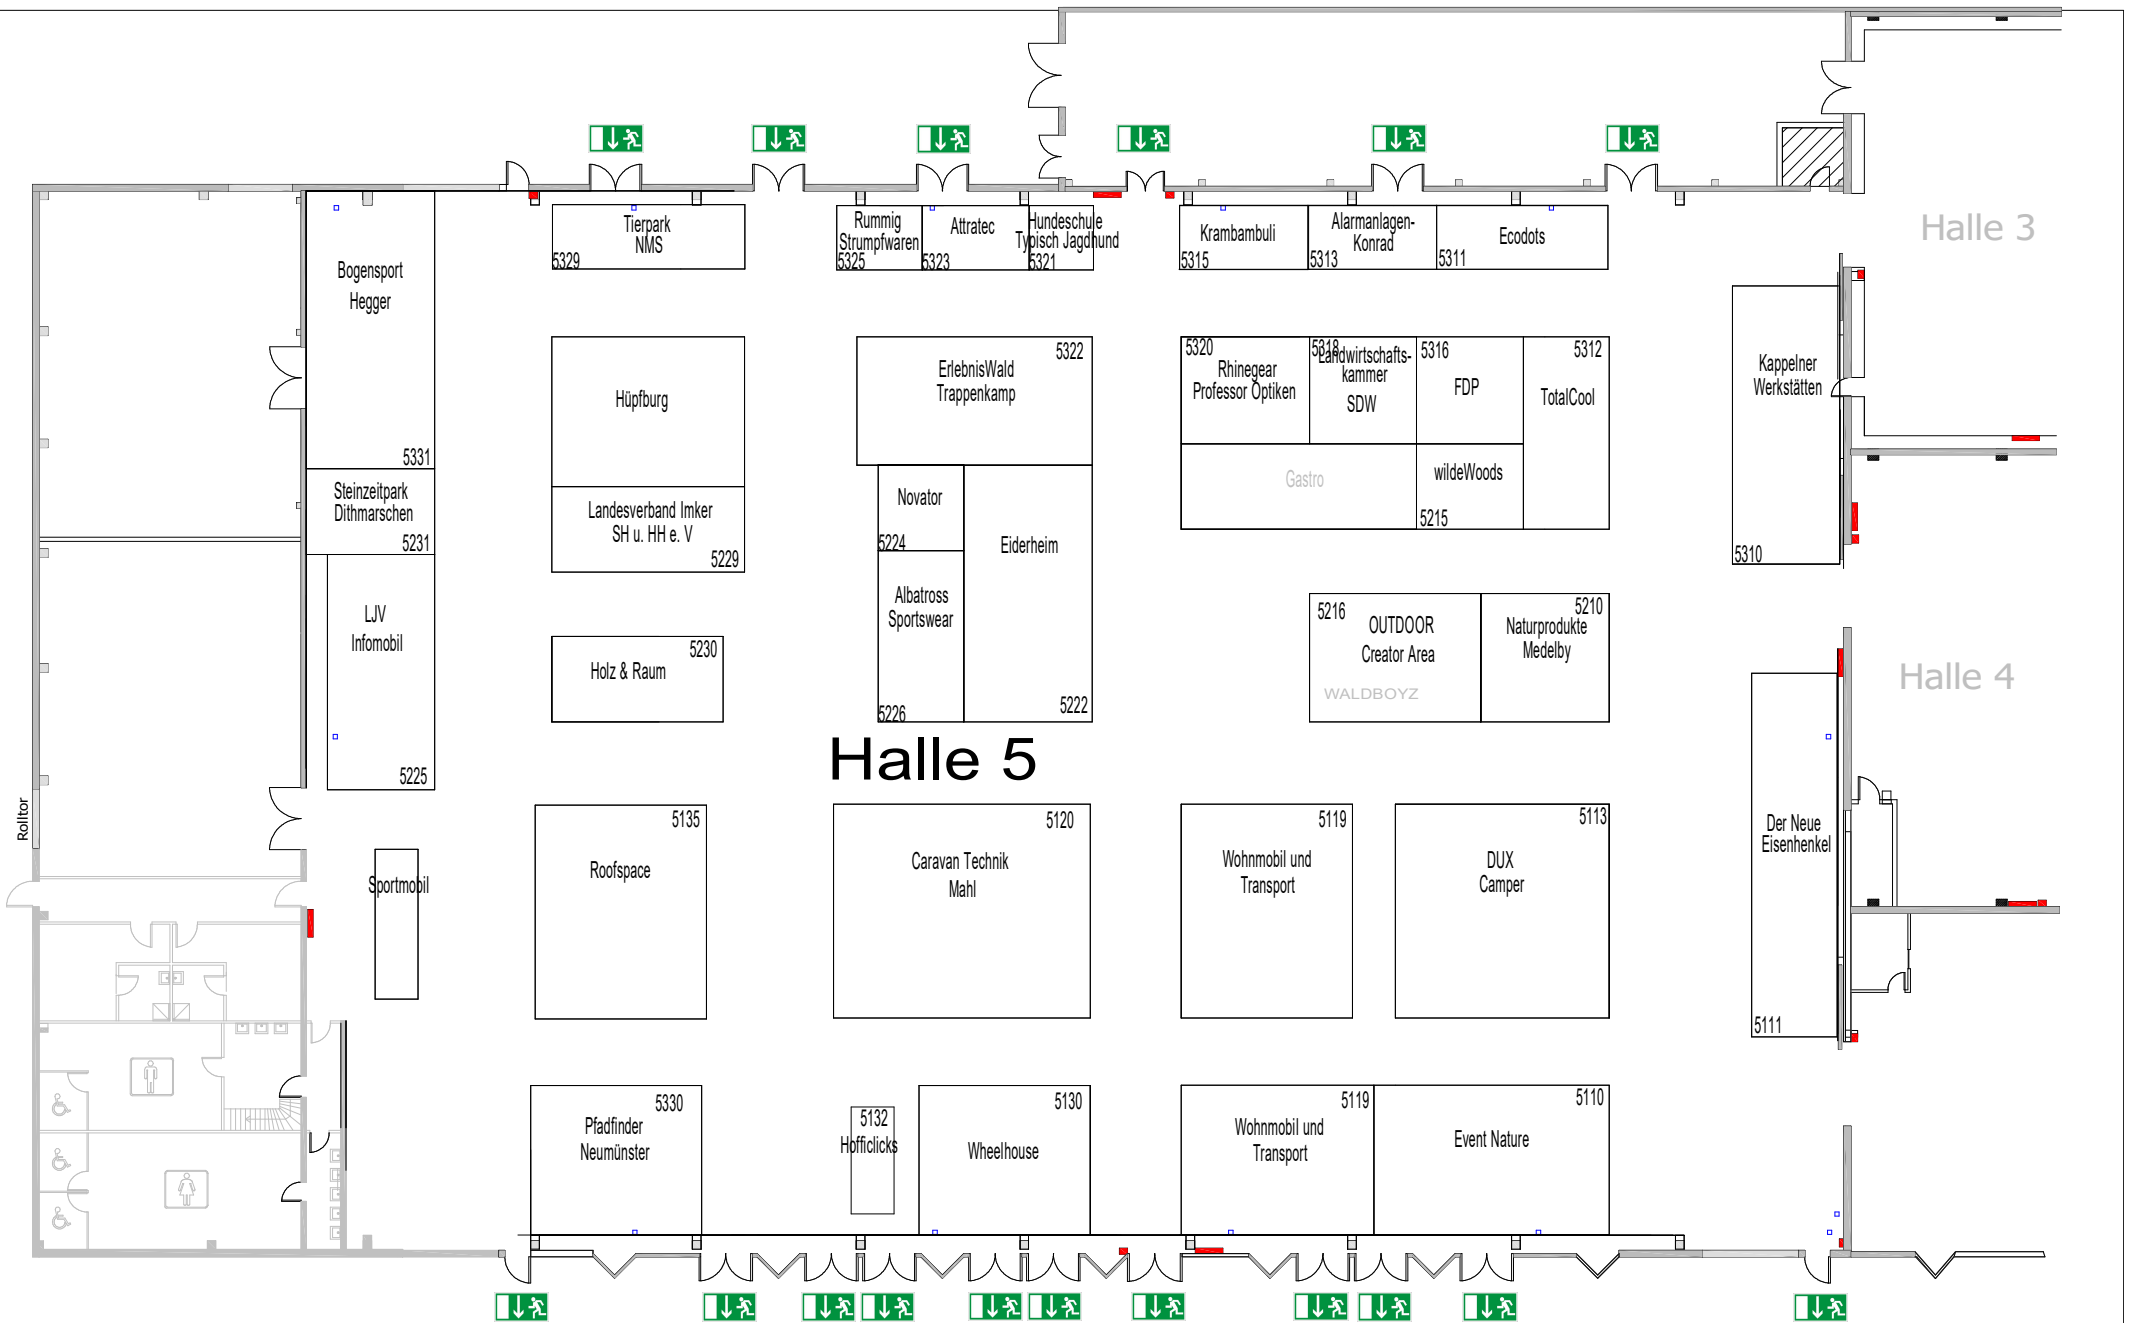 Halle 3
Tierpark
NMS
5329
Rummig
Strumpfwaren
5325
Attratec
5323
Hundeschule
Typisch Jagdhund
5321
Krambambuli
5315
Alarmanlagen-
Konrad
5313
Ecodots
5311
Bogensport
Hegger
5331
Hüpfburg
5322
ErlebnisWald
Trappenkamp
5320
Rhinegear
Professor Optiken
5318
Landwirtschafts-
kammer
SDW
5316
FDP
5312
TotalCool
Kappelner
Werkstätten
5310
Steinzeitpark
Dithmarschen
5231
Landesverband Imker
SH u. HH e. V
5229
Novator
5224
Eiderheim
5222
Gastro
wildeWoods
5215
LJV
Infomobil
5225
5230
Holz & Raum
Albatross
Sportswear
5226
5216
OUTDOOR
Creator Area
WALDBOYZ
5210
Naturprodukte
Medelby
Halle 4
Halle 5
Rolltor
Sportmobil
5135
Roofspace
5120
Caravan Technik
Mahl
5119
Wohnmobil und
Transport
5113
DUX
Camper
Der Neue
Eisenhenkel
5111
5330
Pfadfinder
Neumünster
5132
Hofficlicks
5130
Wheelhouse
5119
Wohnmobil und
Transport
5110
Event Nature